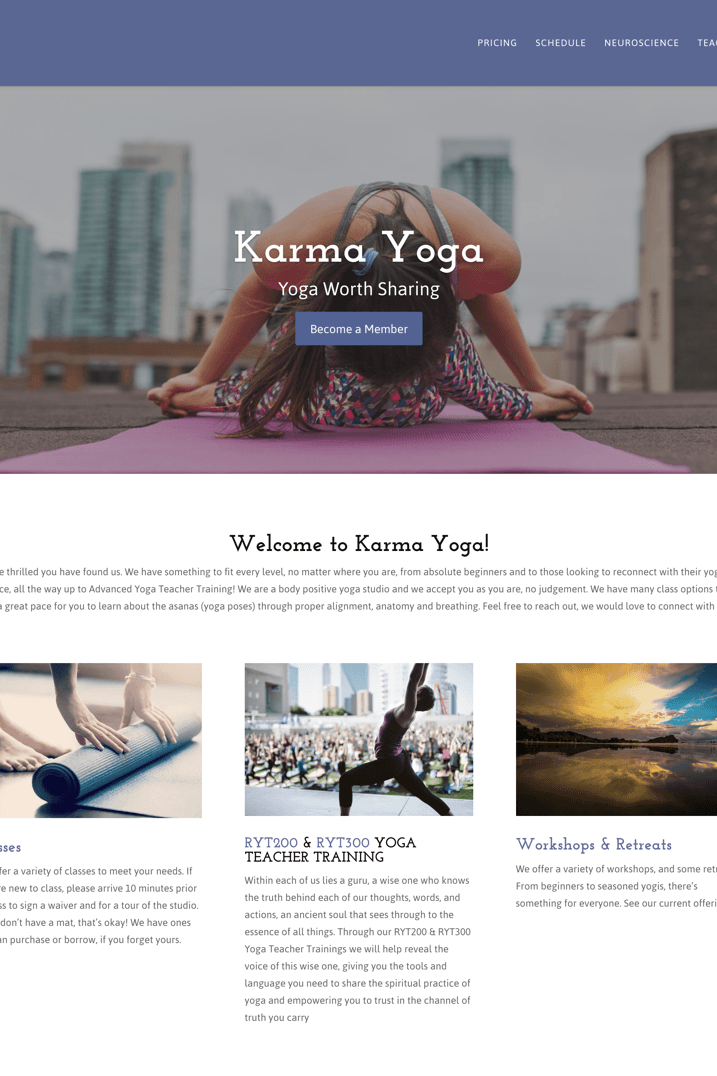 PRICING SCHEDULE NEUROSCIENCE
Karma Yoga
Yoga Worth Sharing
Become a Member
Welcome to Karma Yoga!
thrilled you have found us. We have something to fit every level, no matter where you are, from absolute beginners and to those looking to reconnect with their
all the way up to Advanced Yoga Teacher Training! We are a body positive yoga studio and we accept you as you are, no judgement. We have many class options
a great pace for you to learn about the asanas (yoga poses) through proper alignment, anatomy and breathing. Feel free to reach out, we would love to connect with
a variety of classes to meet your needs. If
new to class, please arrive 10 minutes prior
to sign a waiver and for a tour of the studio.
don't have a mat, that's okay! We have ones
purchase or borrow, if you forget yours.
RYT200 & RYT300 YOGA
TEACHER TRAINING
Within each of us lies a guru, a wise one who knows
the truth behind each of our thoughts, words, and
actions, an ancient soul that sees through to the
essence of all things. Through our RYT200 & RYT300
Yoga Teacher Trainings we will help reveal the
voice of this wise one, giving you the tools and
language you need to share the spiritual practice of
yoga and empowering you to trust in the channel of
truth you carry
Workshops & Retreats
We offer a variety of workshops, and some
From beginners to seasoned yogis, there's
something for everyone. See our current